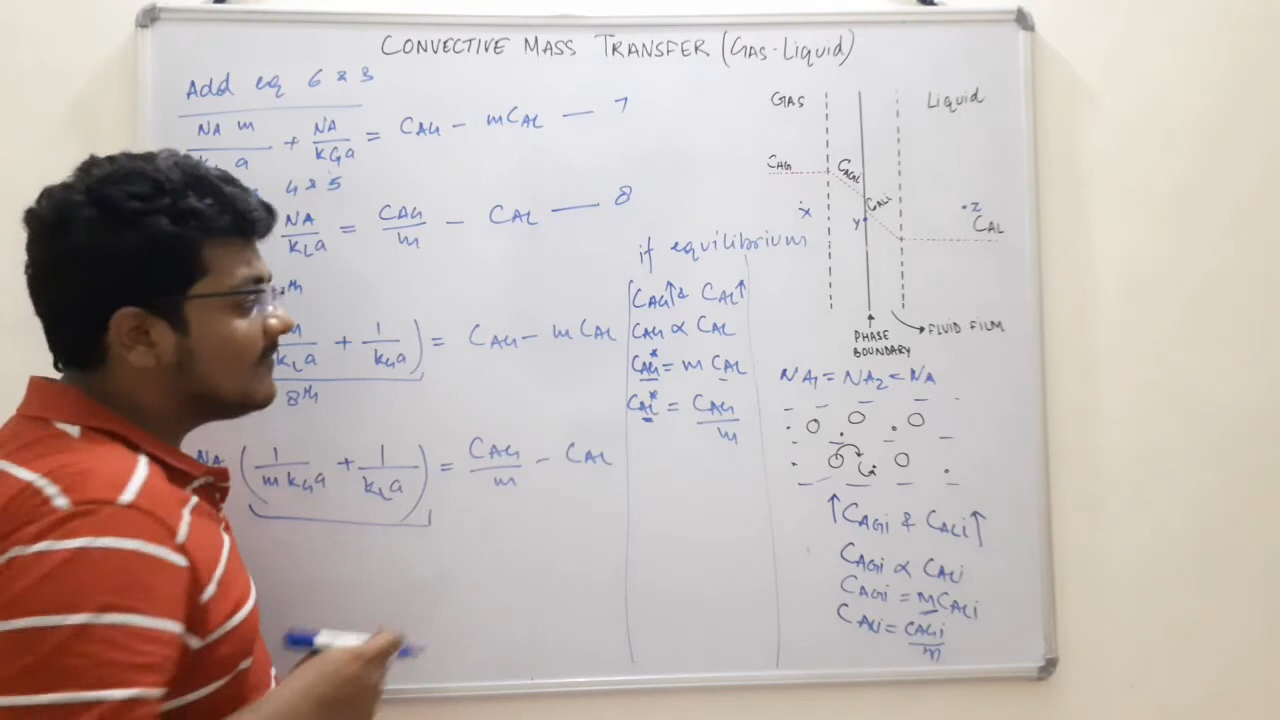 CONVECTIVE MASS TRANSFER (GAS-LIQUID)
Add eq 6 & 3
NA m / a + NA / kGa = CAG - mCAL — 7
4 & 5
NA / kLa = CAG / m - CAL — 8
th
kLa + 1 / kGa ) = CAG - mCAL
8th
NA ( 1 / m kGa + 1 / kLa ) = CAG / m - CAL
if equilibrium
CAG↑ & CAL↑
CAG ∝ CAL
CAG* = m CAL
CAL* = CAG / m
GAS
Liquid
CAG
CAGi
CALi
x
y
z
CAL
PHASE BOUNDARY
FLUID FILM
NA1 = NA2 = NA
↑CAGi & CALi↑
CAGi ∝ CALi
CAGi = MCALi
CALi = CAGi / m